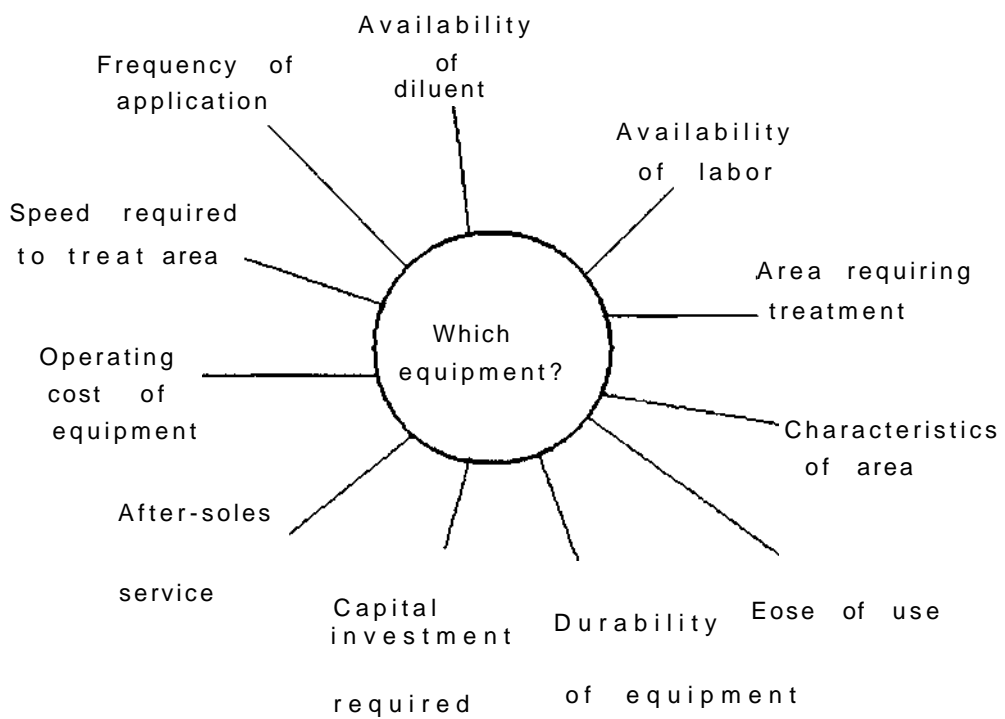 Availability
of
diluent
Frequency of
application
Availability
of labor
Speed required
to treat area
Area requiring
treatment
Which
equipment?
Operating
cost of
equipment
Characteristics
of area
After-soles
service
Capital
investment
required
Durability
of equipment
Eose of use